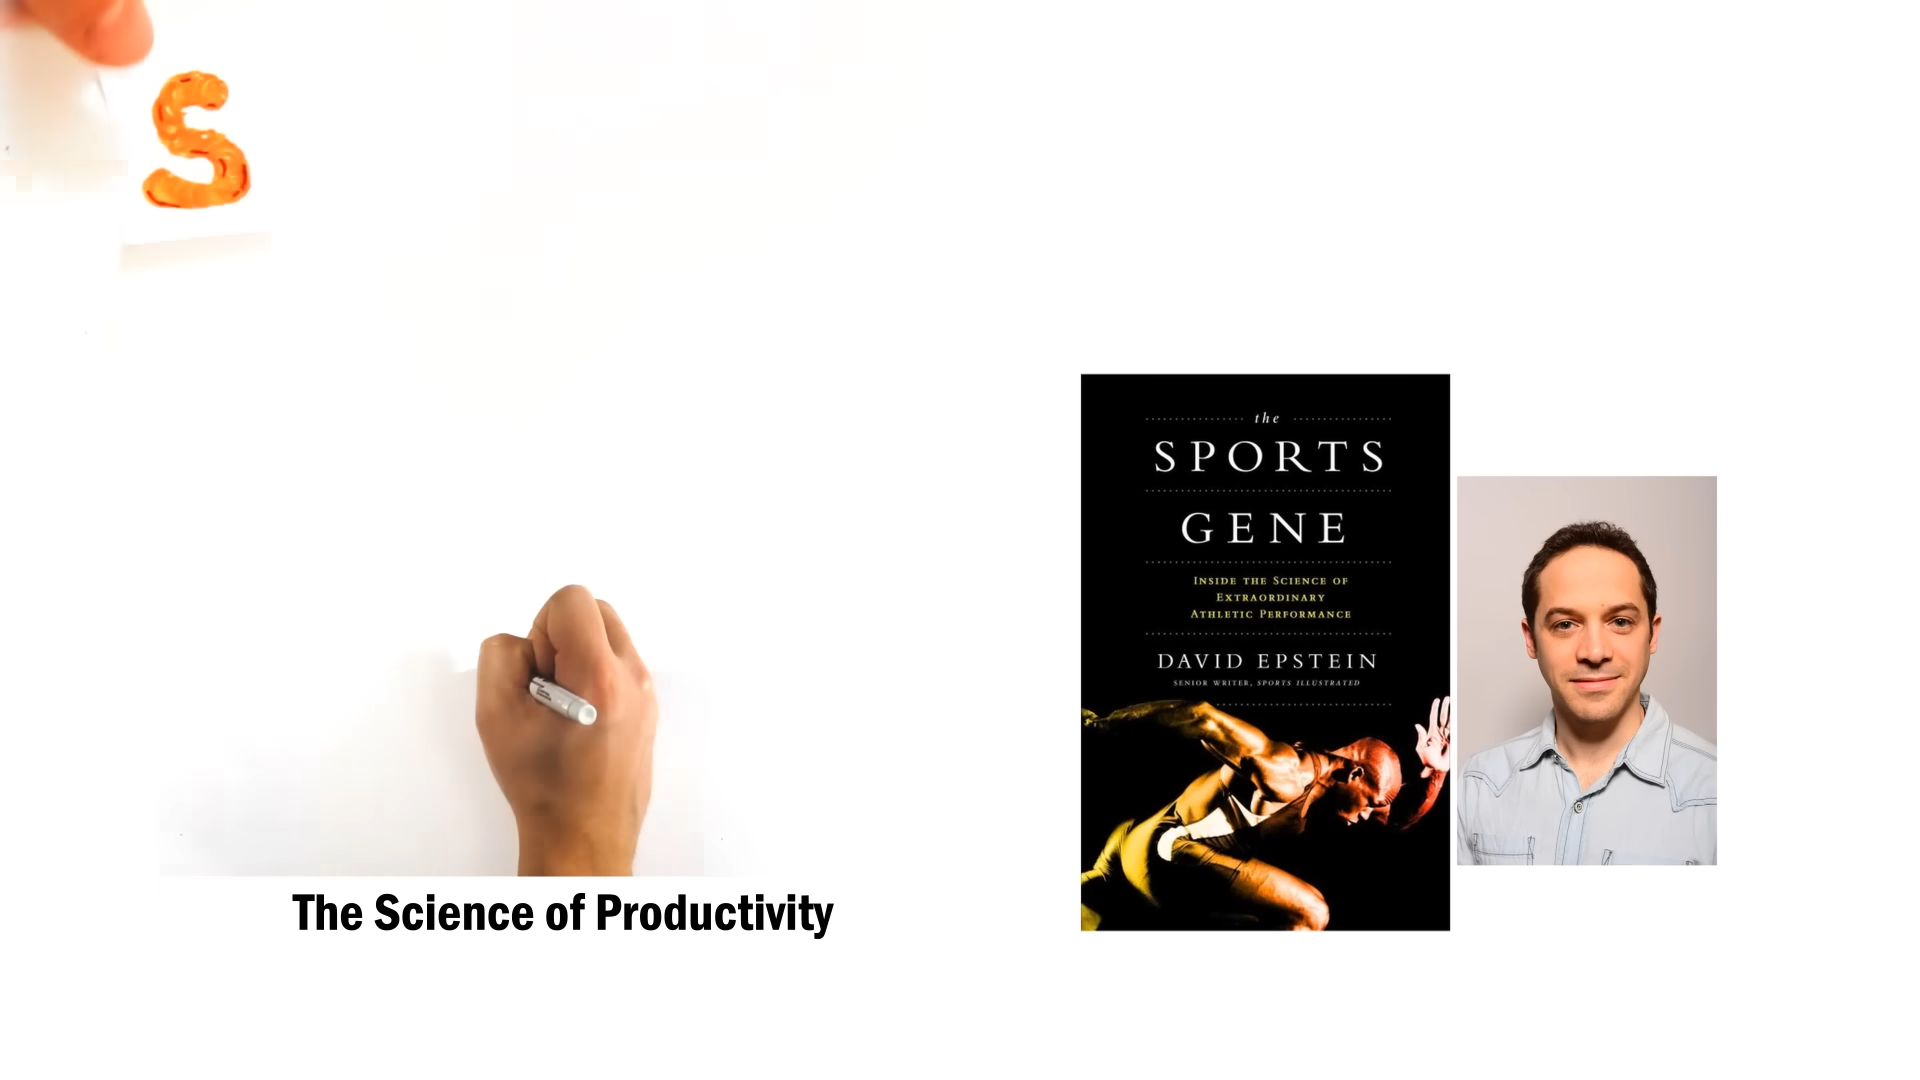 S
the
SPORTS
GENE
INSIDE THE SCIENCE OF
EXTRAORDINARY
ATHLETIC PERFORMANCE
DAVID EPSTEIN
SENIOR WRITER, SPORTS ILLUSTRATED
The Science of Productivity